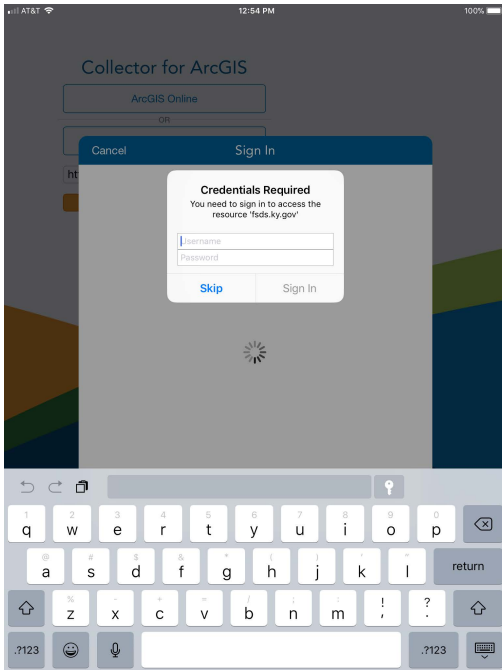 AT&T 12:54 PM 100%
Collector for ArcGIS
ArcGIS Online
OR
Cancel Sign In
ht
Credentials Required
You need to sign in to access the
resource 'fsds.ky.gov'
Username
Password
Skip Sign In
1 2 3 4 5 6 7 8 9 0
q w e r t y u i o p
@ # $ & * ( ) ' "
a s d f g h j k l return
% - + = / ; : ! ?
z x c v b n m , .
.?123 .?123